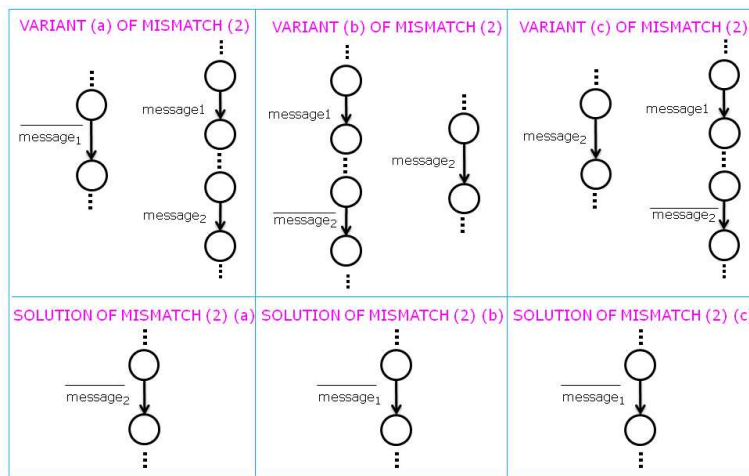 VARIANT (a) OF MISMATCH (2)
message₁
message1
message₂
VARIANT (b) OF MISMATCH (2)
message1
message₂
message₂
VARIANT (c) OF MISMATCH (2)
message₂
message1
message₂
SOLUTION OF MISMATCH (2) (a)
message₂
SOLUTION OF MISMATCH (2) (b)
message₁
SOLUTION OF MISMATCH (2) (c
message₁